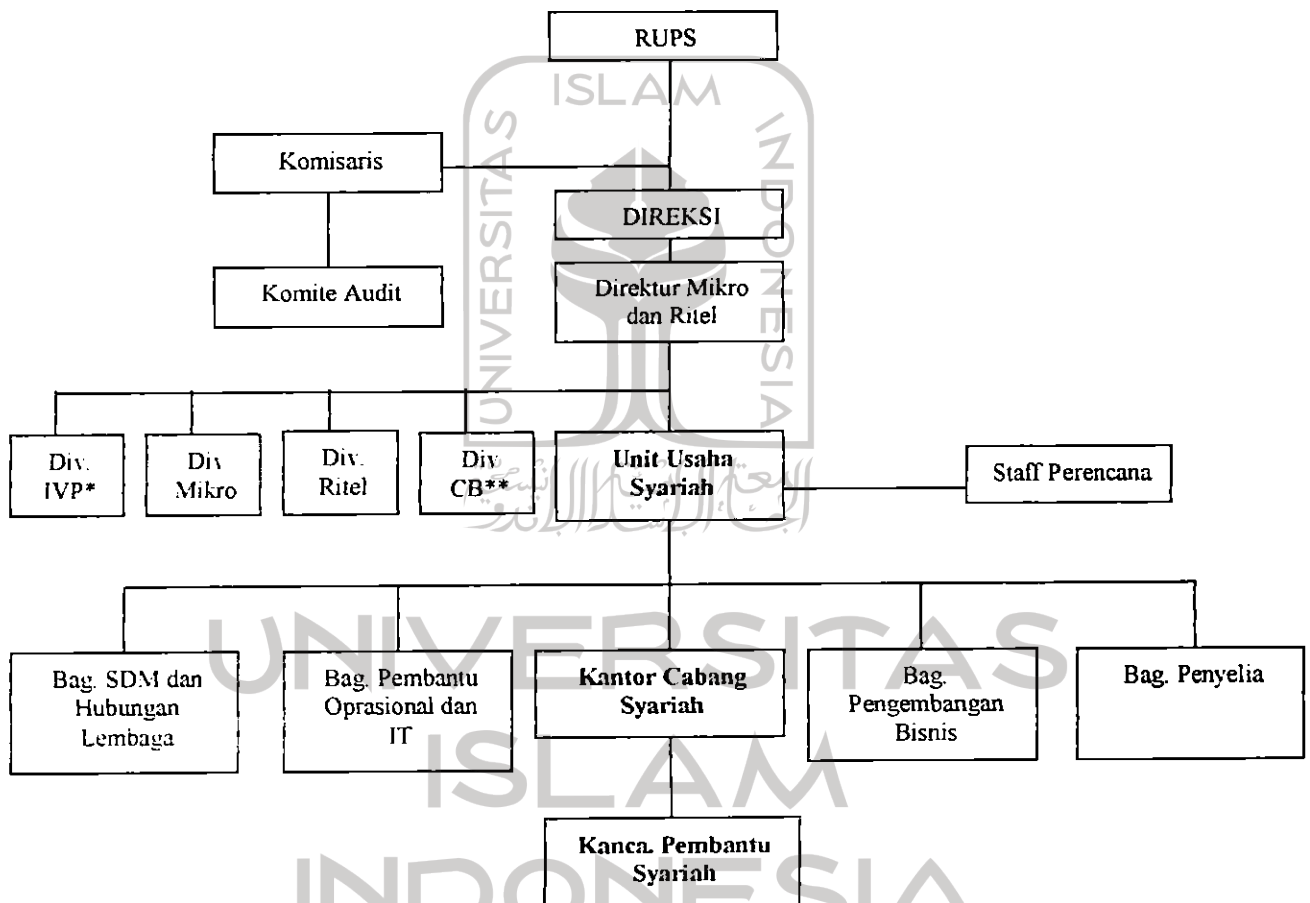 RUPS
ISLAM
UNIVERSITAS
INDONESIA
Komisaris
DIREKSI
Komite Audit
Direktur Mikro
dan Ritel
Div.
IVP*
Div
Mikro
Div.
Ritel
Div
CB**
Unit Usaha
Syariah
Staff Perencana
Bag. SDM dan
Hubungan
Lembaga
Bag. Pembantu
Oprasional dan
IT
Kantor Cabang
Syariah
Bag.
Pengembangan
Bisnis
Bag. Penyelia
Kanca. Pembantu
Syariah
UNIVERSITAS
ISLAM
INDONESIA